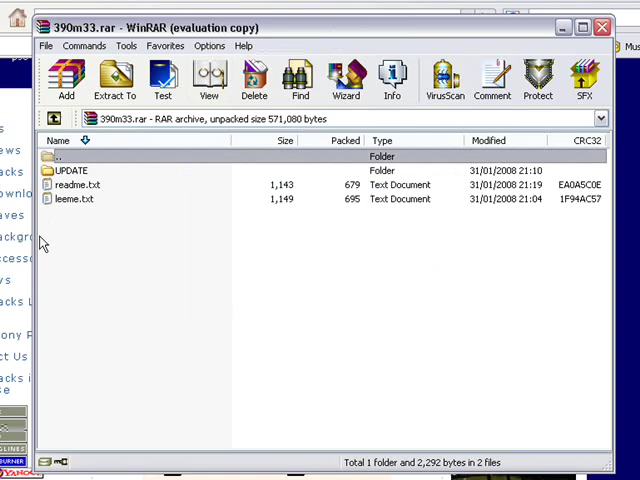 390m33.rar - WinRAR (evaluation copy)
File Commands Tools Favorites Options Help
Add Extract To Test View Delete Find Wizard Info VirusScan Comment Protect SFX
390m33.rar - RAR archive, unpacked size 571,080 bytes
Name Size Packed Type Modified CRC32
.. Folder
UPDATE Folder 31/01/2008 21:10
readme.txt 1,143 679 Text Document 31/01/2008 21:19 EA0A5C0E
leeme.txt 1,149 695 Text Document 31/01/2008 21:04 1F94AC57
Total 1 folder and 2,292 bytes in 2 files